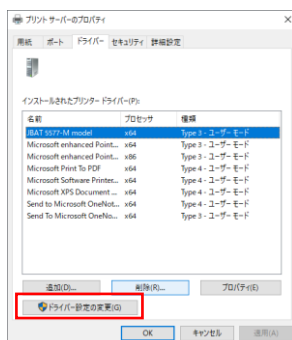 プリント サーバーのプロパティ
用紙 ポート ドライバー セキュリティ 詳細設定
インストールされたプリンター ドライバー(P):
名前 プロセッサ 種類
JBAT 5577-M model x64 Type 3 - ユーザー モード
Microsoft enhanced Point... x64 Type 3 - ユーザー モード
Microsoft enhanced Point... x86 Type 3 - ユーザー モード
Microsoft Print To PDF x64 Type 4 - ユーザー モード
Microsoft Software Printer... x64 Type 4 - ユーザー モード
Microsoft XPS Document ... x64 Type 4 - ユーザー モード
Send to Microsoft OneNot... x64 Type 4 - ユーザー モード
Send To Microsoft OneNo... x64 Type 3 - ユーザー モード
追加(D)... 削除(R)... プロパティ(E)
ドライバー設定の変更(G)
OK キャンセル 適用(A)